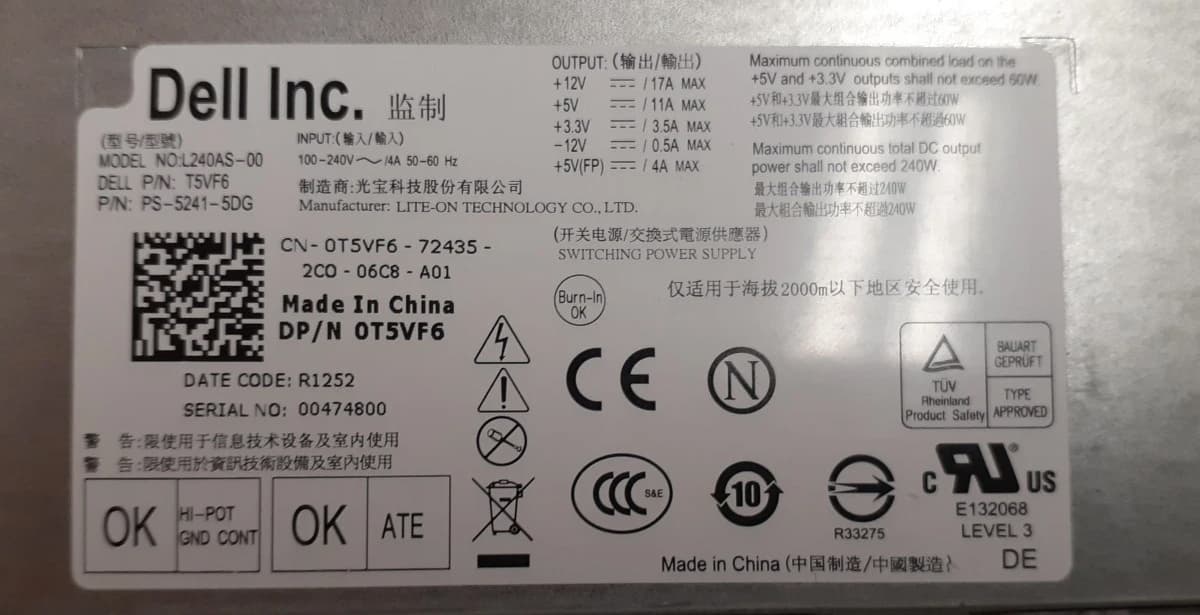 Dell Inc. 监制
(型号/型號)
MODEL NO:L240AS-00
DELL P/N: T5VF6
P/N: PS-5241-5DG
INPUT:(输入/輸入)
100-240V~/4A 50-60 Hz
制造商:光宝科技股份有限公司
Manufacturer: LITE-ON TECHNOLOGY CO., LTD.
OUTPUT: (输出/輸出)
+12V ⎓ / 17A MAX
+5V ⎓ / 11A MAX
+3.3V ⎓ / 3.5A MAX
-12V ⎓ / 0.5A MAX
+5V(FP) ⎓ / 4A MAX
Maximum continuous combined load on the
+5V and +3.3V outputs shall not exceed 60W.
+5V和+3.3V最大组合输出功率不超过60W
+5V和+3.3V最大組合輸出功率不超過60W
Maximum continuous total DC output
power shall not exceed 240W.
最大组合输出功率不超过240W
最大組合輸出功率不超過240W
(开关电源/交換式電源供應器)
SWITCHING POWER SUPPLY
CN- 0T5VF6 - 72435 -
2C0 - 06C8 - A01
Made In China
DP/N 0T5VF6
DATE CODE: R1252
SERIAL NO: 00474800
Burn-In
OK
仅适用于海拔2000m以下地区安全使用.
警 告:限使用于信息技术设备及室内使用
警 告:限使用於資訊技術設備及室內使用
OK
HI-POT
GND CONT
OK
ATE
CE
N
TÜV
Rheinland
Product Safety
BAUART
GEPRÜFT
TYPE
APPROVED
CCC S&E
10
R33275
C RU® US
E132068
LEVEL 3
Made in China (中国制造/中國製造)
DE